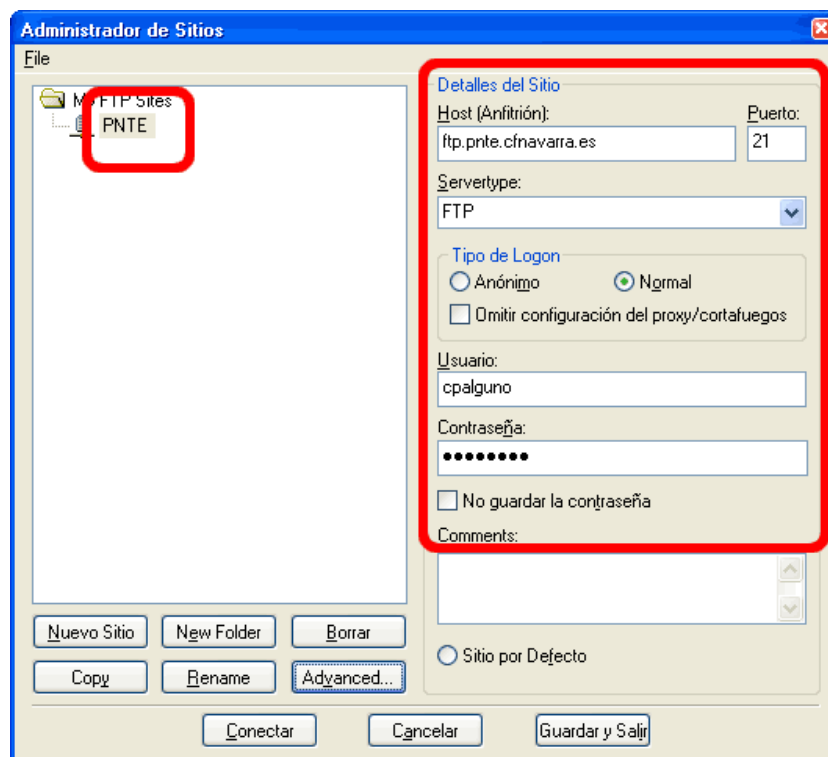 Administrador de Sitios
File
My FTP Sites
PNTE
Detalles del Sitio
Host (Anfitrión): Puerto:
ftp.pnte.cfnavarra.es 21
Servertype:
FTP
Tipo de Logon
Anónimo Normal
Omitir configuración del proxy/cortafuegos
Usuario:
cpalguno
Contraseña:
●●●●●●●●
No guardar la contraseña
Comments:
Nuevo Sitio New Folder Borrar
Copy Rename Advanced...
Sitio por Defecto
Conectar Cancelar Guardar y Salir